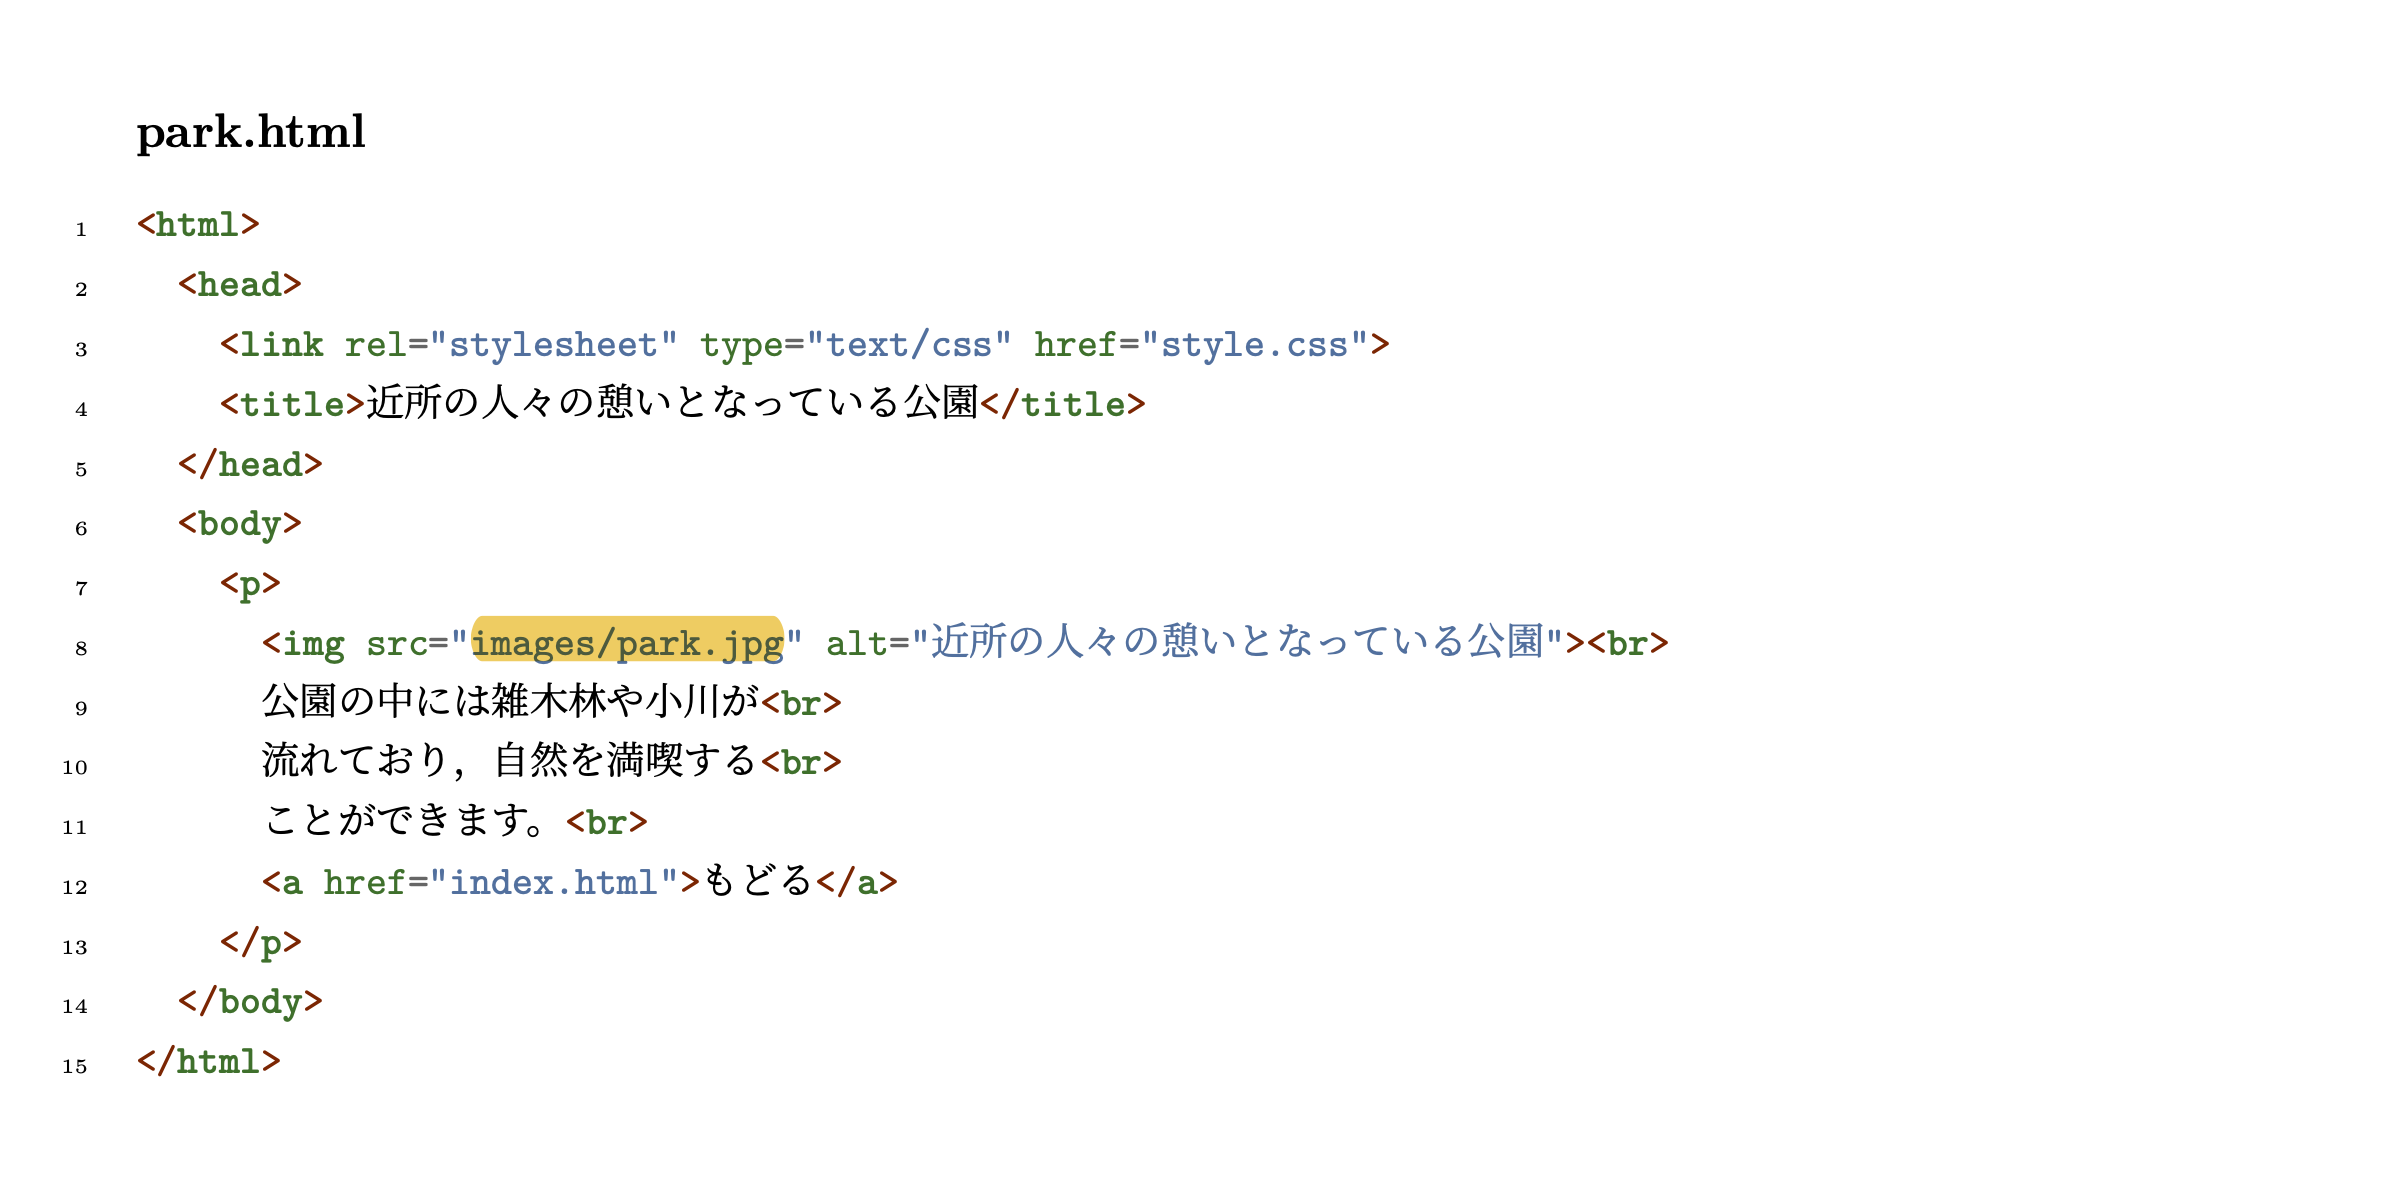 park.html
1 <html>
2 <head>
3 <link rel="stylesheet" type="text/css" href="style.css">
4 <title>近所の人々の憩いとなっている公園</title>
5 </head>
6 <body>
7 <p>
8 <img src="images/park.jpg" alt="近所の人々の憩いとなっている公園"><br>
9 公園の中には雑木林や小川が<br>
10 流れており，自然を満喫する<br>
11 ことができます。<br>
12 <a href="index.html">もどる</a>
13 </p>
14 </body>
15 </html>